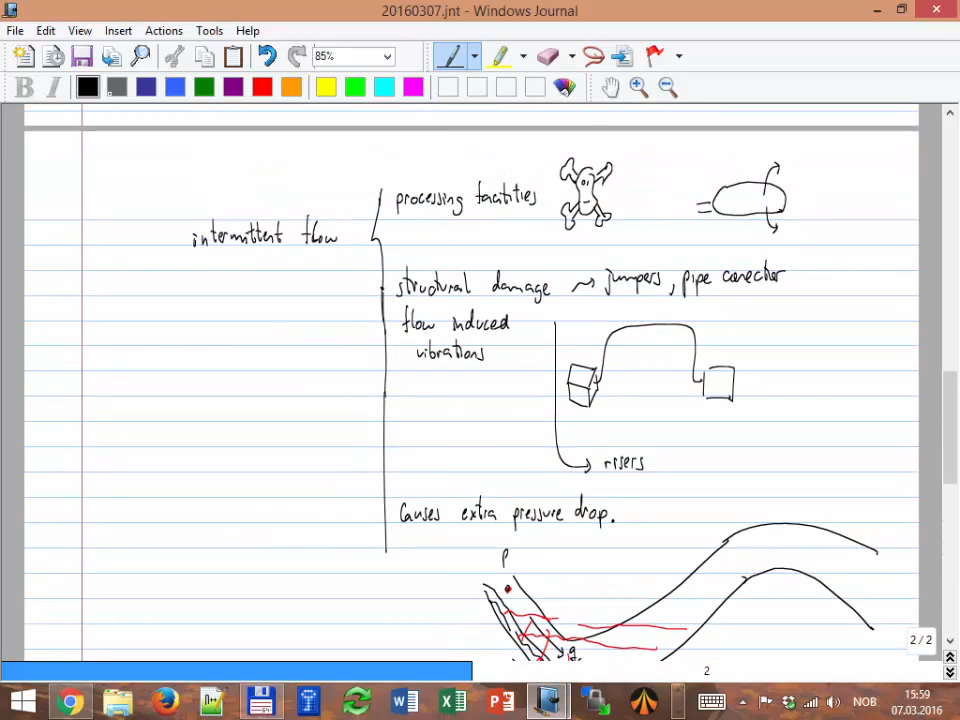 20160307.jnt - Windows Journal
File Edit View Insert Actions Tools Help
85%
B I
processing facilities
intermittent flow
structural damage ~> jumpers, pipe conector
flow induced
vibrations
risers
Causes extra pressure drop.
P
g
2 / 2
2
NOB
15:59
07.03.2016